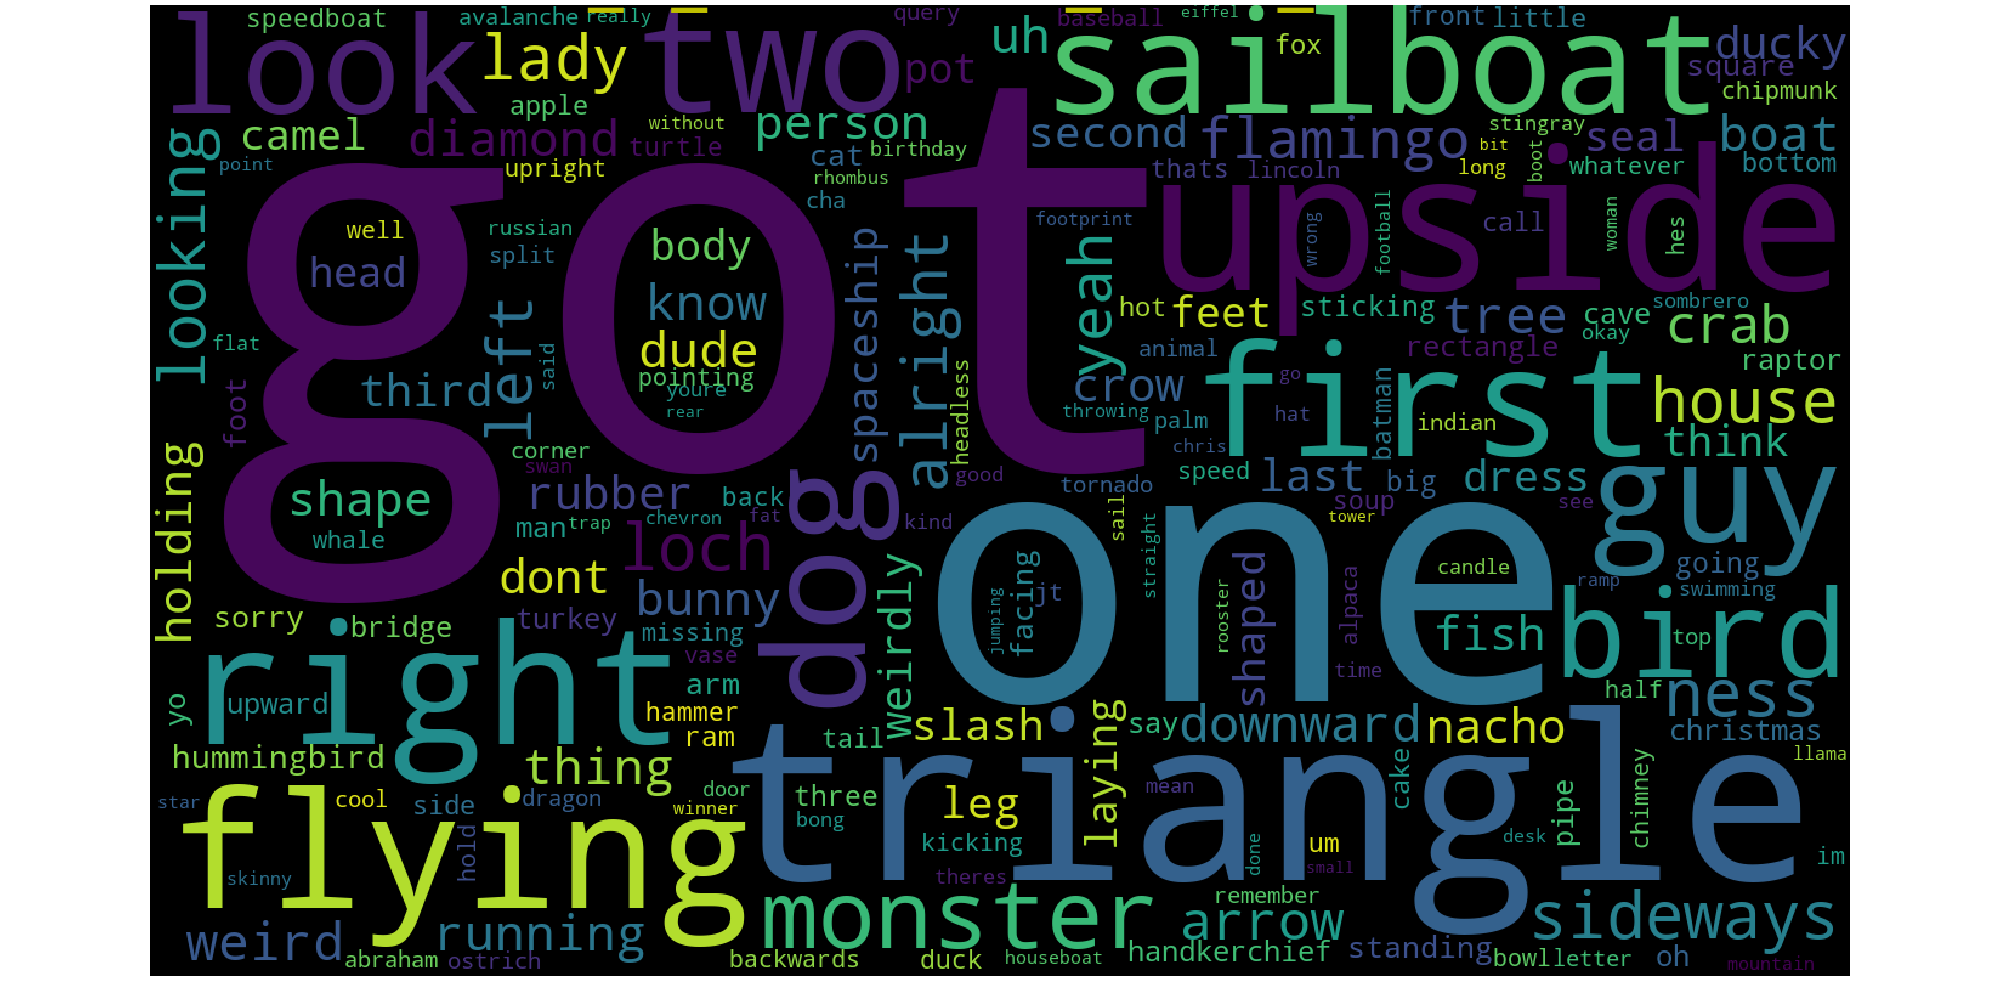 speedboat avalanche really query baseball eiffel front little
look lady two pot uh sailboat fox ducky
square
apple chipmunk
camel diamond without person second flamingo stingray seal boat
point upright turtle cat birthday thats lincoln bit long boot whatever bottom
looking rhombus
cha
got upside
well russian body footprint wrong football call woman hes
head split know spaceship alright yeah
left hot feet sticking tree cave sombrero crab
flat dude said animal rectangle okay raptor
third pointing crow first go
foot youre headless throwing palm hat batman indian house
rear chris think
holding corner swan
shape rubber back dog good speed last big dress guy
tornado soup see
man trap chevron fat kind sail tower
whale loch straight
dont bunny one candle going
facing jt shaped alpaca ramp swimming
sorry bridge turkey missing weirdly jumping rooster fish bird
top
vase time
yo upward right arm half ness
hammer slash say downward nacho christmas
ram
hummingbird thing tail laying cake chimney llama
door mean
star cool side dragon winner three leg triangle pipe
flying bong
hold kicking done um desk im
skinny theres small
remember
weird running monster arrow sideways
abraham ostrich backwards duck houseboat handkerchief standing bowl letter oh mountain